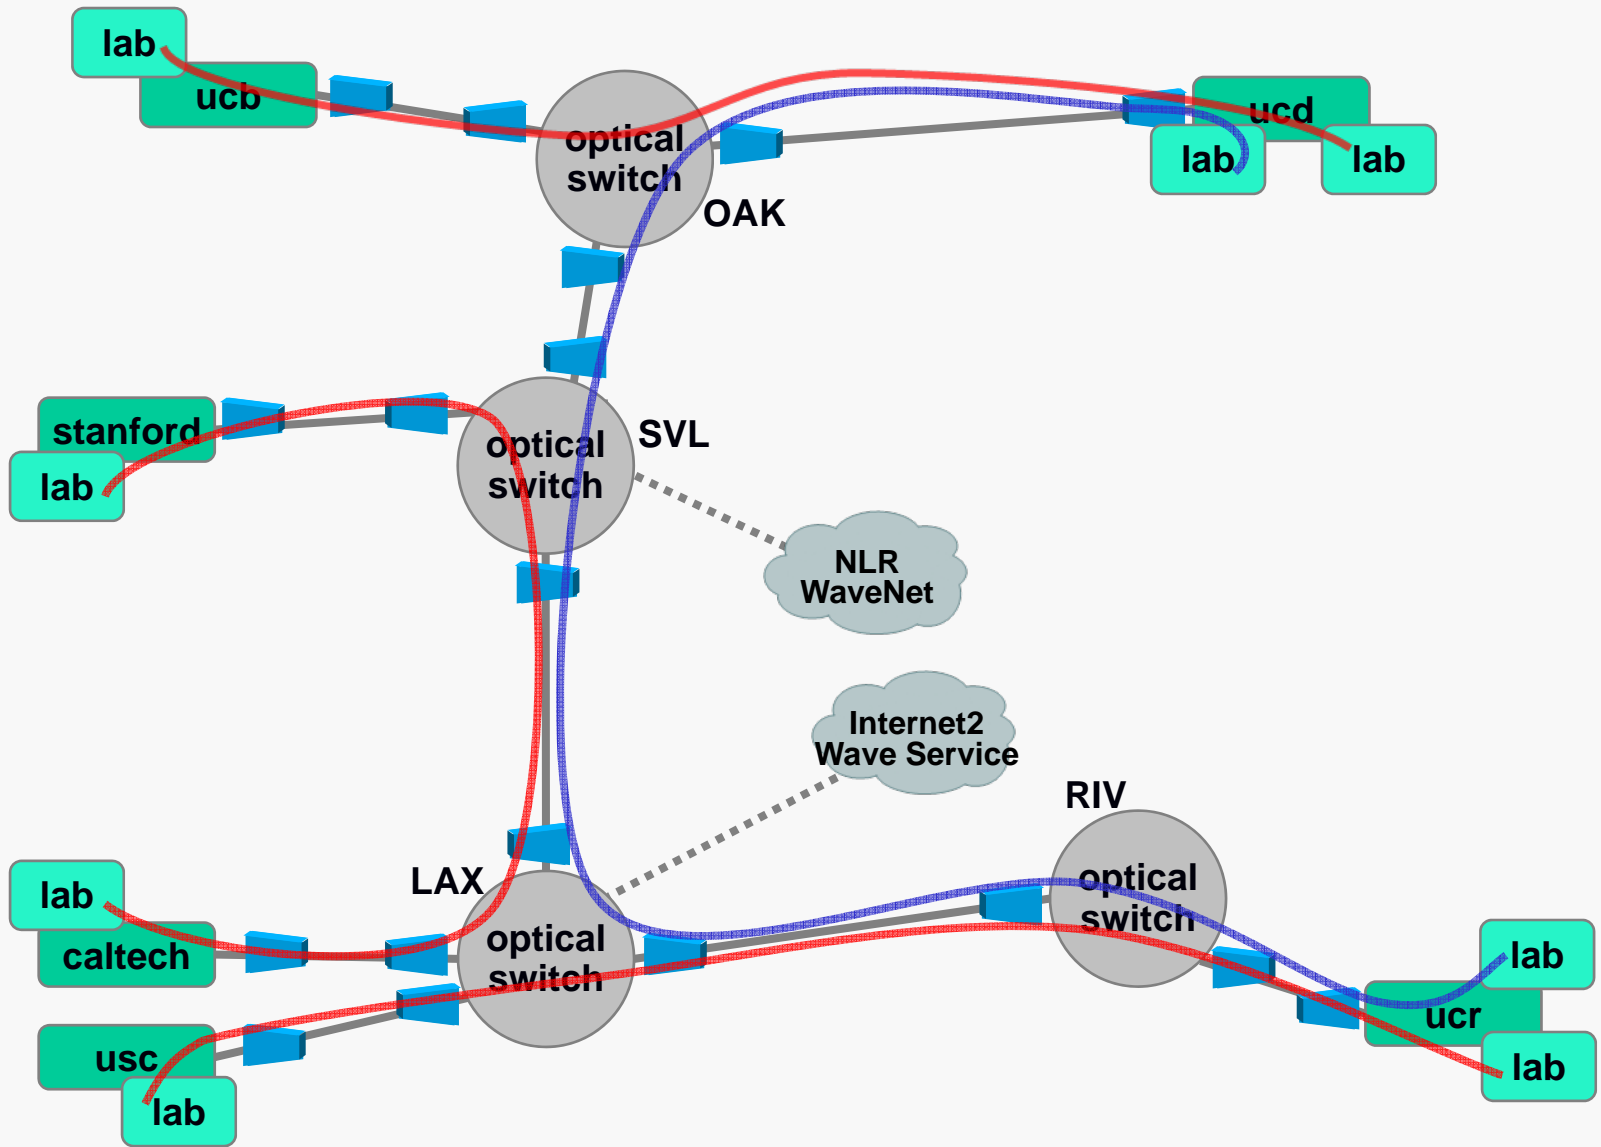 lab
ucb
optical
switch
OAK
ucd
lab
lab
stanford
lab
optical
switch
SVL
NLR
WaveNet
Internet2
Wave Service
RIV
optical
switch
LAX
optical
switch
lab
caltech
usc
lab
lab
ucr
lab